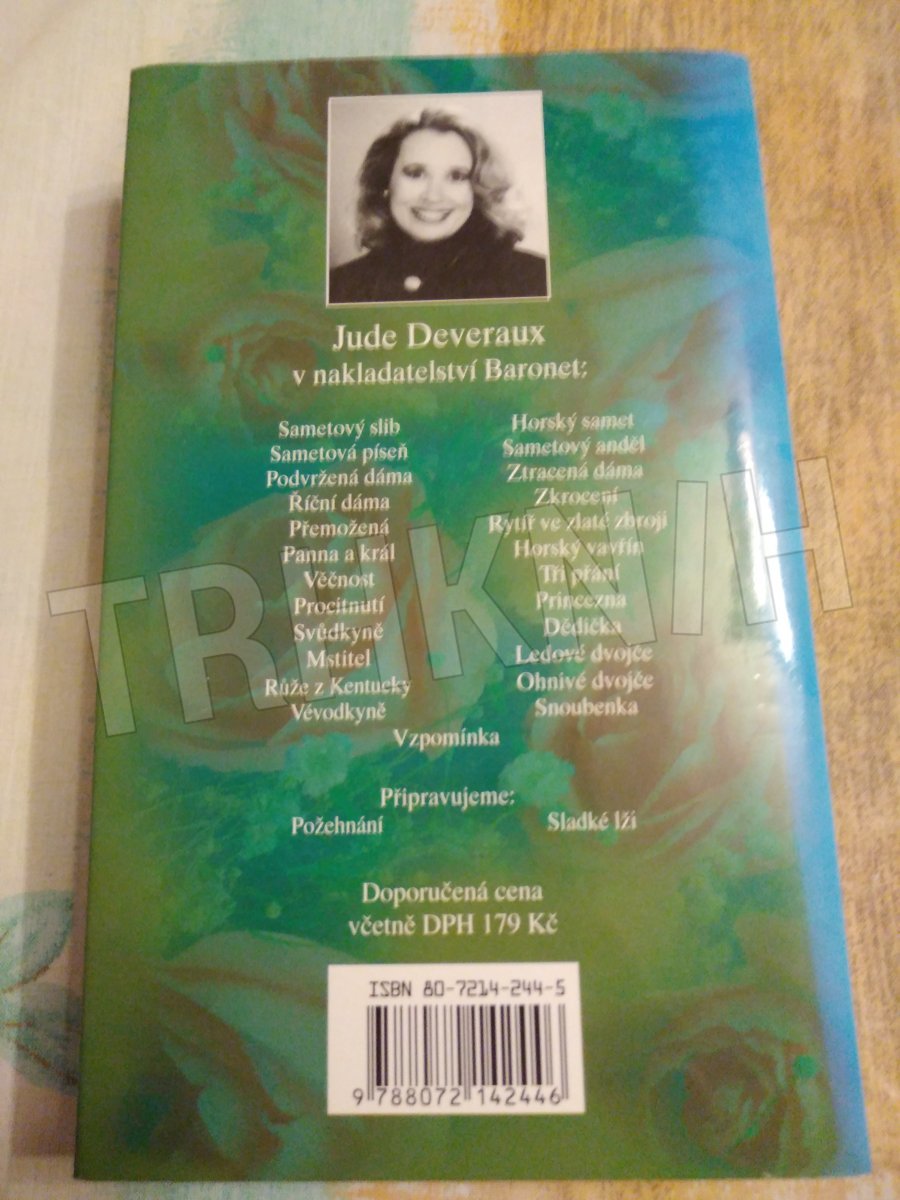 Jude Deveraux
v nakladatelství Baronet:
Sametový slib
Sametová píseň
Podvržená dáma
Říční dáma
Přemožená
Panna a král
Věčnost
Procitnutí
Svůdkyně
Mstitel
Růže z Kentucky
Vévodkyně
Horský samet
Sametový anděl
Ztracená dáma
Zkrocení
Rytíř ve zlaté zbroji
Horský vavřín
Tři přání
Princezna
Dědička
Ledové dvojče
Ohnivé dvojče
Snoubenka
Vzpomínka
Připravujeme:
Požehnání
Sladké lži
Doporučená cena
včetně DPH 179 Kč
ISBN 80-7214-244-5
9 788072 142446
TRHKNIH